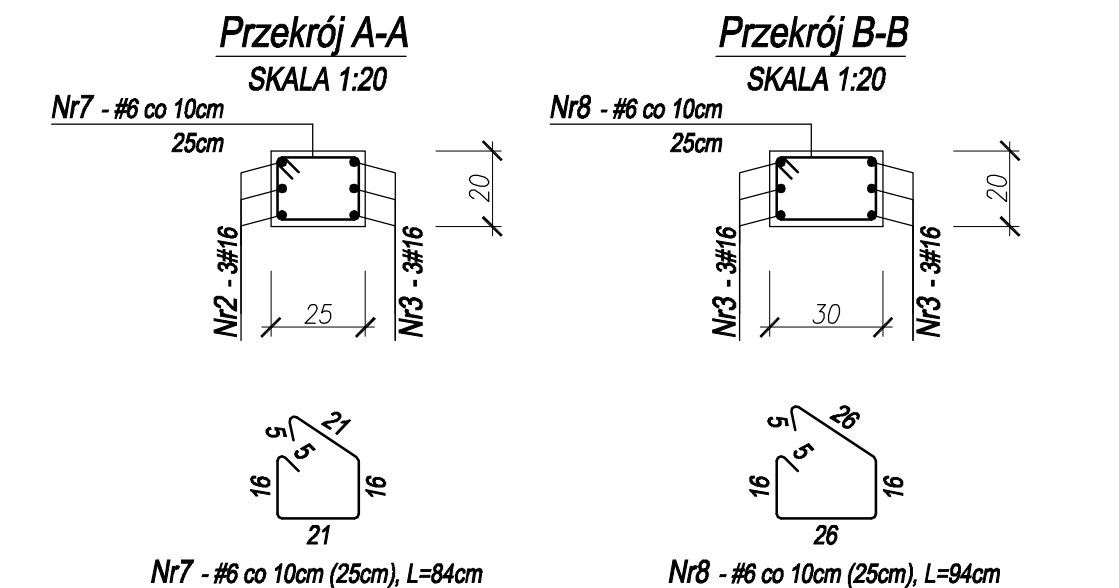 Przekrój A-A
SKALA 1:20
Nr7 - #6 co 10cm
25cm
20
Nr2 - 3#16
Nr3 - 3#16
25
5
21
5
16
16
21
Nr7 - #6 co 10cm (25cm), L=84cm
Przekrój B-B
SKALA 1:20
Nr8 - #6 co 10cm
25cm
20
Nr3 - 3#16
Nr3 - 3#16
30
5
26
5
16
16
26
Nr8 - #6 co 10cm (25cm), L=94cm